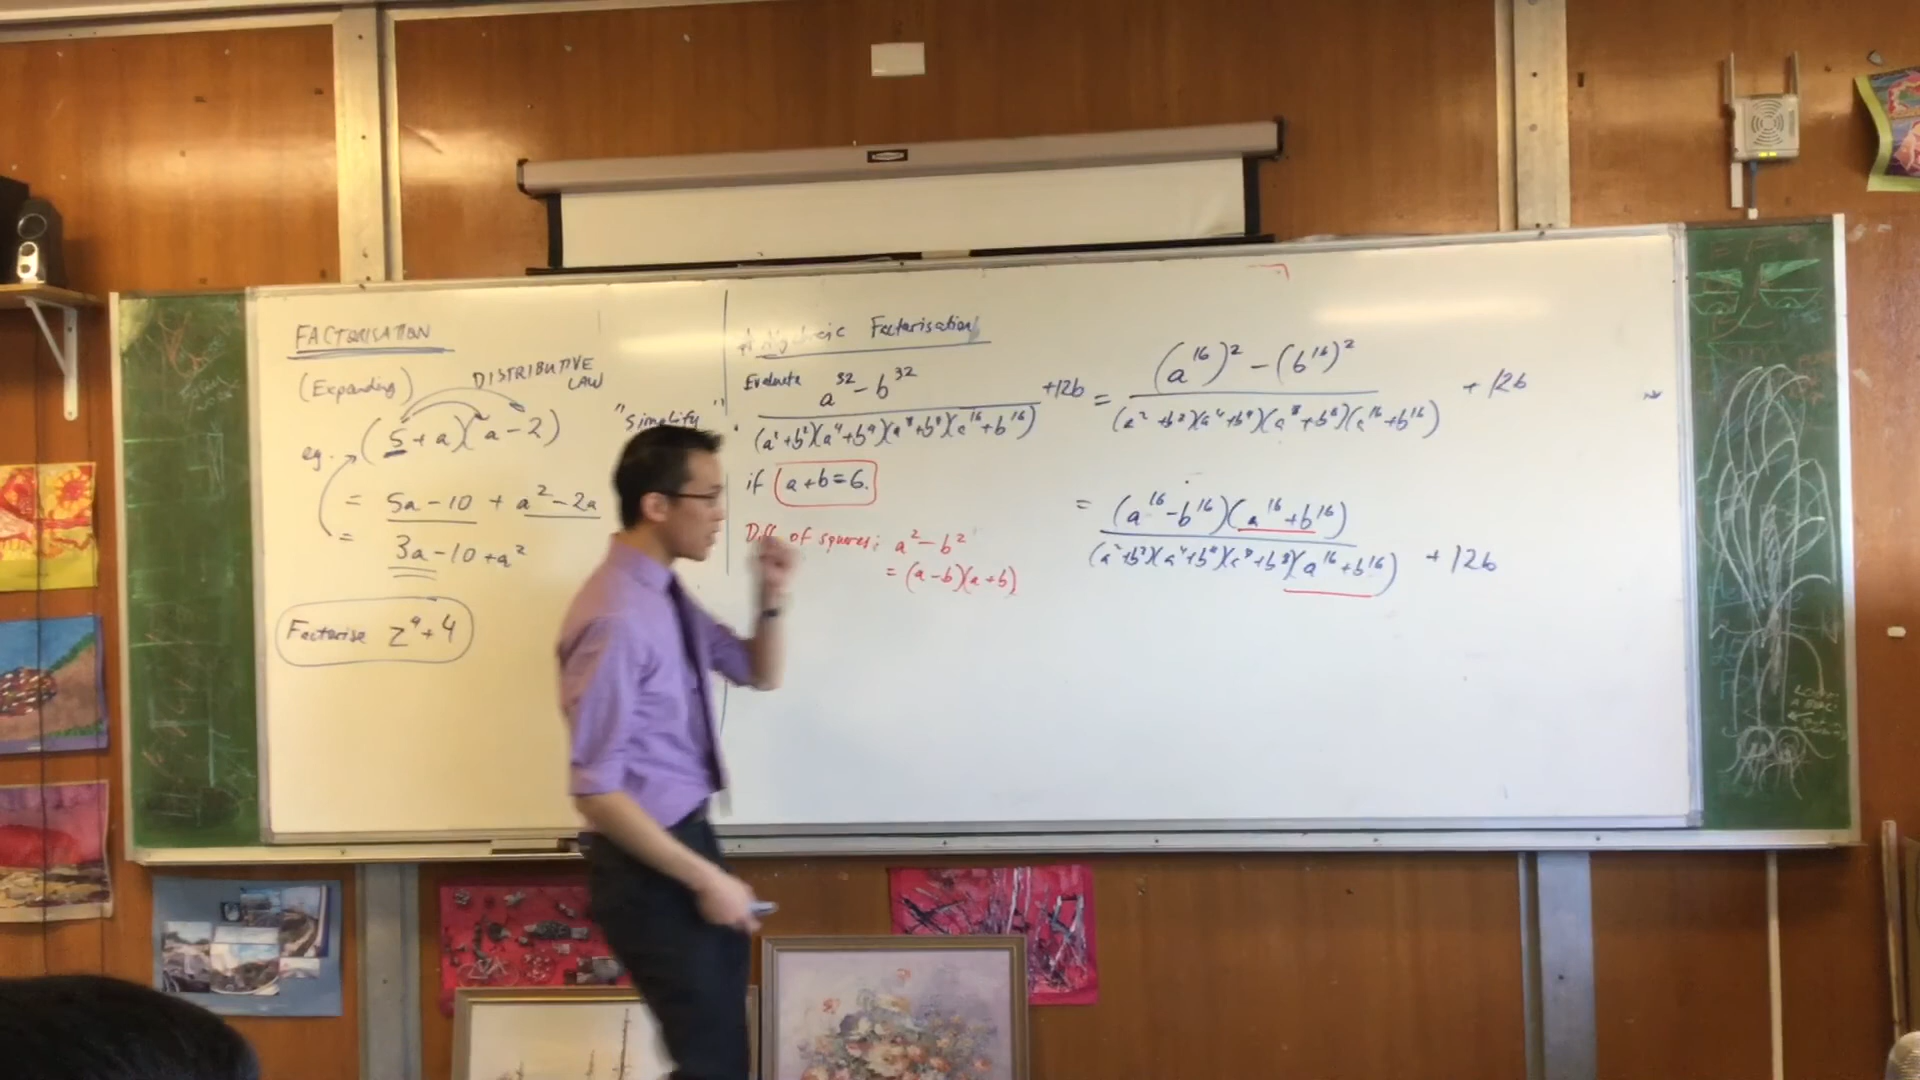 FACTORISATION
(Expanding)
DISTRIBUTIVE
LAW
eg. (5+a)(a-2)
= 5a-10 + a²-2a
= 3a-10+a²
Factorise z⁴+4
"simplify"
Algebraic Factorisation
Evaluate a³²-b³² / (a²+b²)(a⁴+b⁴)(a⁸+b⁸)(a¹⁶+b¹⁶) +12b
if a+b=6.
Diff of squares: a²-b²
= (a-b)(a+b)
= (a¹⁶)²-(b¹⁶)² / (a²+b²)(a⁴+b⁴)(a⁸+b⁸)(a¹⁶+b¹⁶) +12b
= (a¹⁶-b¹⁶)(a¹⁶+b¹⁶) / (a²+b²)(a⁴+b⁴)(a⁸+b⁸)(a¹⁶+b¹⁶) +12b